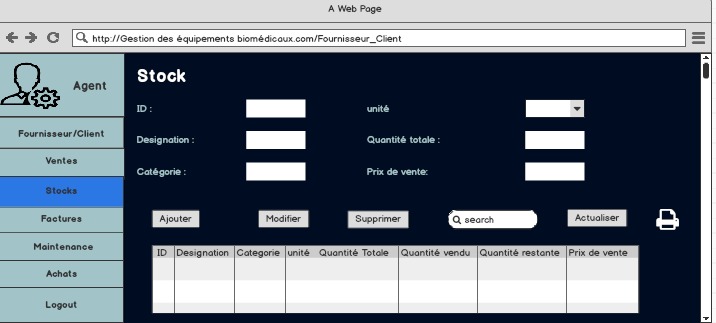 A Web Page
http://Gestion des équipements biomédicaux.com/Fournisseur_Client
Agent
Fournisseur/Client
Ventes
Stocks
Factures
Maintenance
Achats
Logout
Stock
ID :
unité
Designation :
Quantité totale :
Catégorie :
Prix de vente:
Ajouter
Modifier
Supprimer
search
Actualiser
ID Designation Categorie unité Quantité Totale Quantité vendu Quantité restante Prix de vente